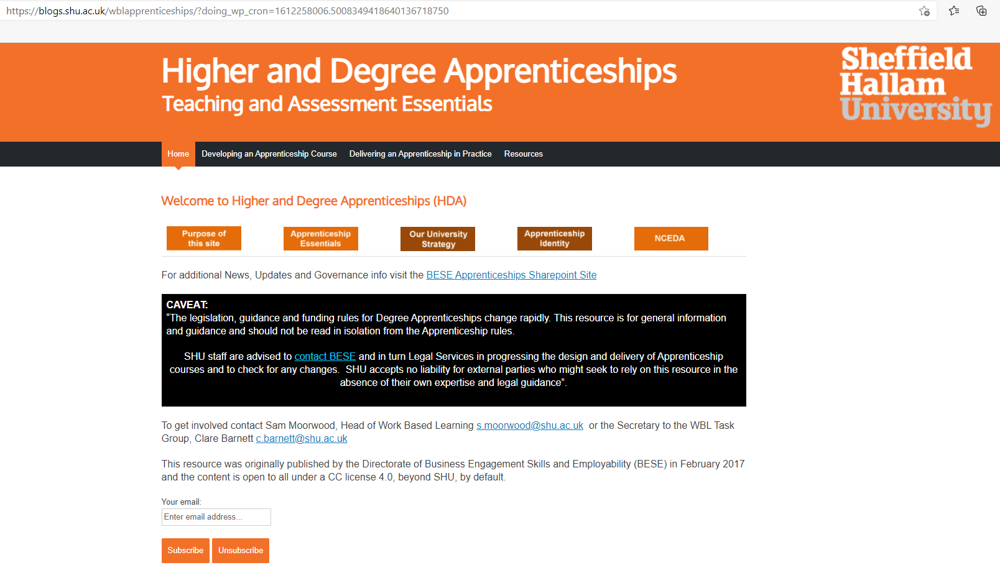 https://blogs.shu.ac.uk/wblapprenticeships/?doing_wp_cron=1612258006.5008349418640136718750
Higher and Degree Apprenticeships
Teaching and Assessment Essentials
Sheffield
Hallam
University
Home Developing an Apprenticeship Course Delivering an Apprenticeship in Practice Resources
Welcome to Higher and Degree Apprenticeships (HDA)
Purpose of
this site
Apprenticeship
Essentials
Our University
Strategy
Apprenticeship
Identity
NCEDA
For additional News, Updates and Governance info visit the BESE Apprenticeships Sharepoint Site
CAVEAT:
“The legislation, guidance and funding rules for Degree Apprenticeships change rapidly. This resource is for general information
and guidance and should not be read in isolation from the Apprenticeship rules.
SHU staff are advised to contact BESE and in turn Legal Services in progressing the design and delivery of Apprenticeship
courses and to check for any changes.  SHU accepts no liability for external parties who might seek to rely on this resource in the
absence of their own expertise and legal guidance”.
To get involved contact Sam Moorwood, Head of Work Based Learning s.moorwood@shu.ac.uk  or the Secretary to the WBL Task
Group, Clare Barnett c.barnett@shu.ac.uk
This resource was originally published by the Directorate of Business Engagement Skills and Employability (BESE) in February 2017
and the content is open to all under a CC license 4.0, beyond SHU, by default.
Your email:
Enter email address...
Subscribe Unsubscribe